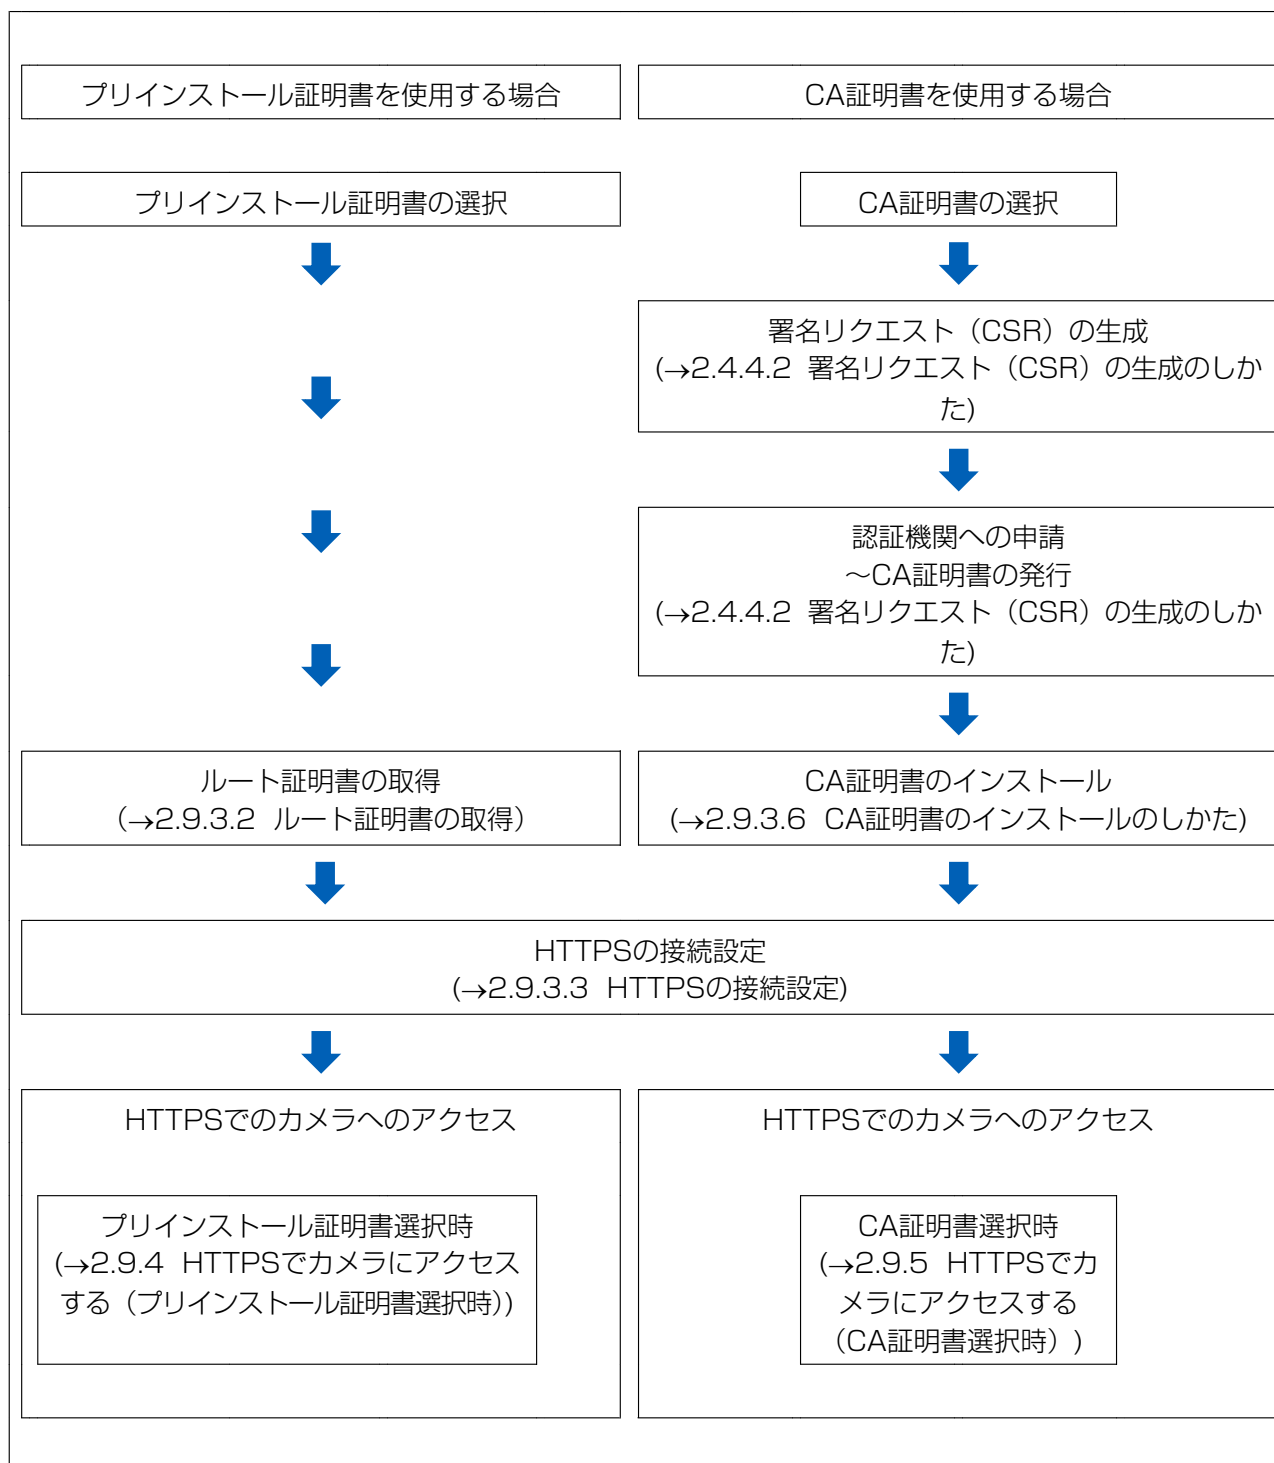 プリインストール証明書を使用する場合
CA証明書を使用する場合
プリインストール証明書の選択
CA証明書の選択
署名リクエスト（CSR）の生成
(→2.4.4.2 署名リクエスト（CSR）の生成のしか
た)
認証機関への申請
～CA証明書の発行
(→2.4.4.2 署名リクエスト（CSR）の生成のしか
た)
ルート証明書の取得
（→2.9.3.2 ルート証明書の取得）
CA証明書のインストール
(→2.9.3.6 CA証明書のインストールのしかた)
HTTPSの接続設定
(→2.9.3.3 HTTPSの接続設定)
HTTPSでのカメラへのアクセス
プリインストール証明書選択時
(→2.9.4 HTTPSでカメラにアクセス
する（プリインストール証明書選択時）)
HTTPSでのカメラへのアクセス
CA証明書選択時
(→2.9.5 HTTPSでカ
メラにアクセスする
（CA証明書選択時）)